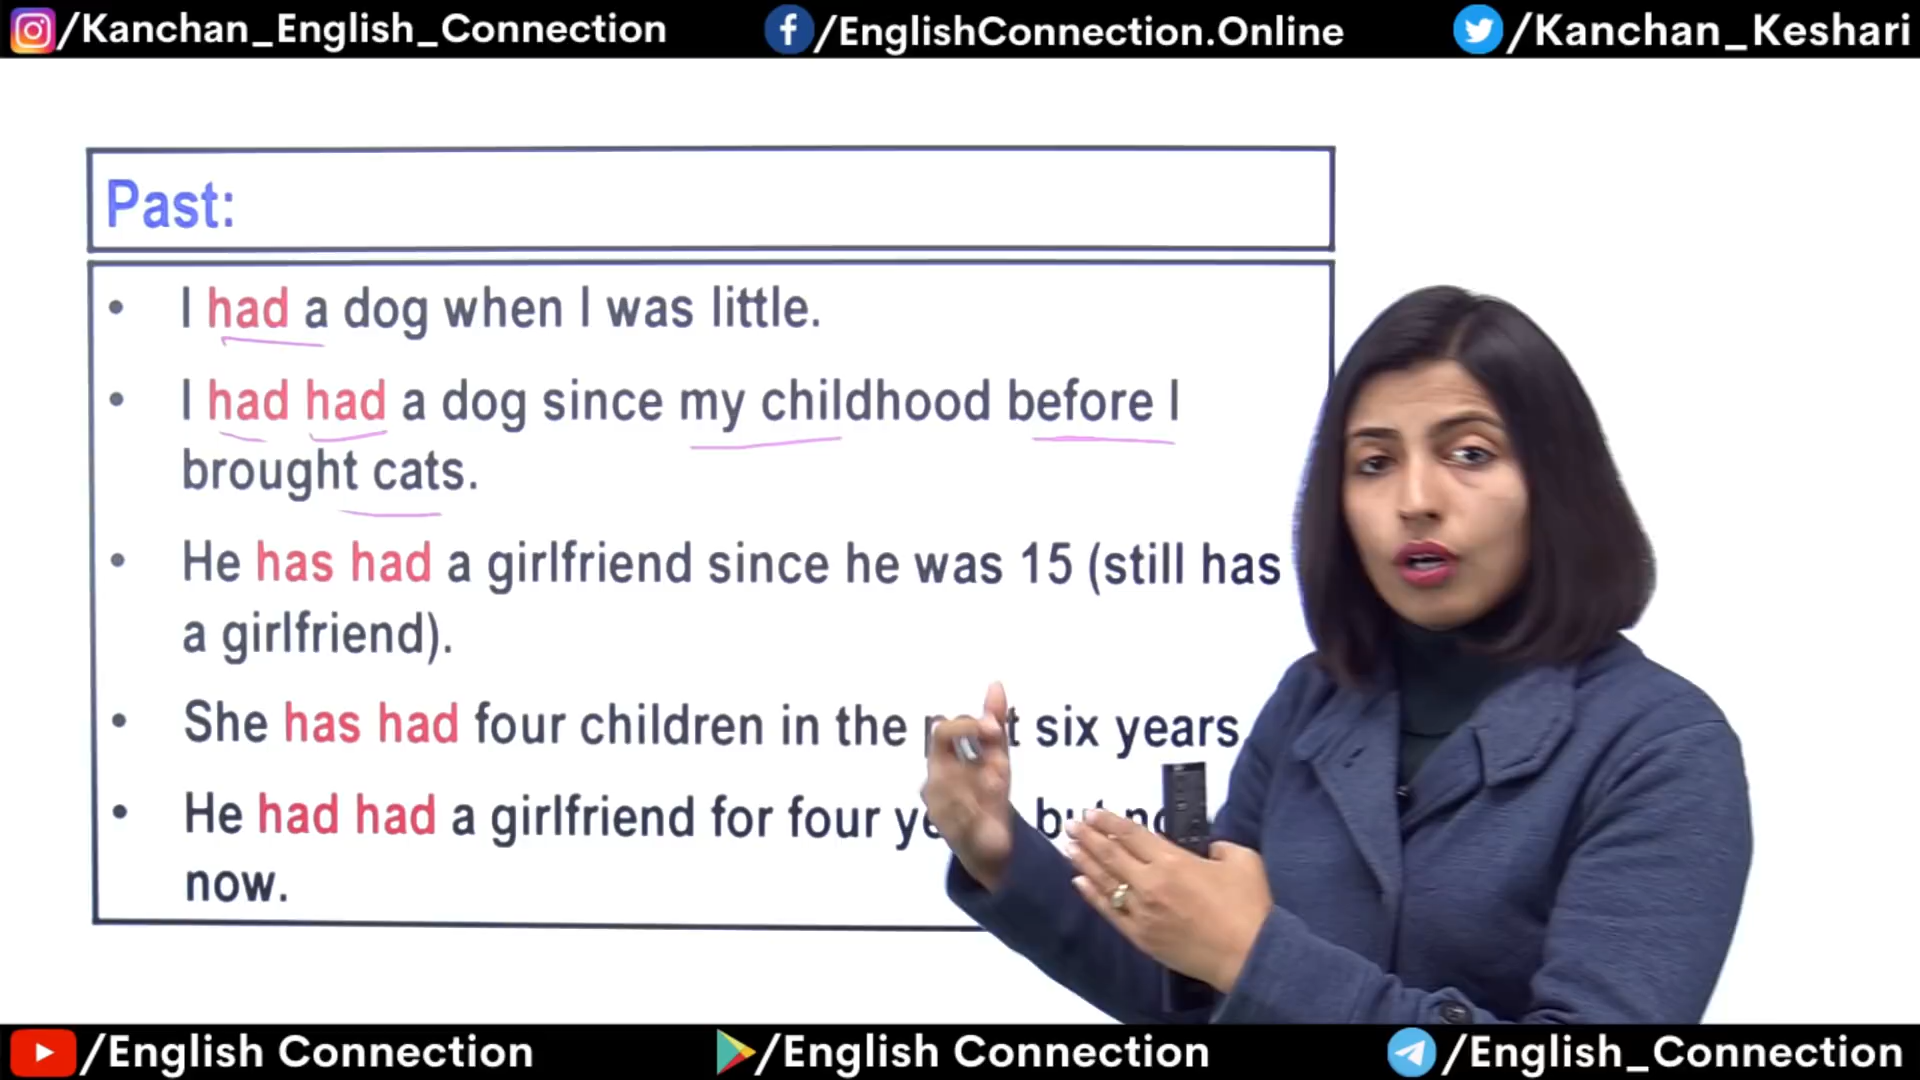 /Kanchan_English_Connection /EnglishConnection.Online /Kanchan_Keshari
Past:
• I had a dog when I was little.
• I had had a dog since my childhood before I
brought cats.
• He has had a girlfriend since he was 15 (still has
a girlfriend).
• She has had four children in the six years
• He had had a girlfriend for four
now.
/English Connection /English Connection /English_Connection